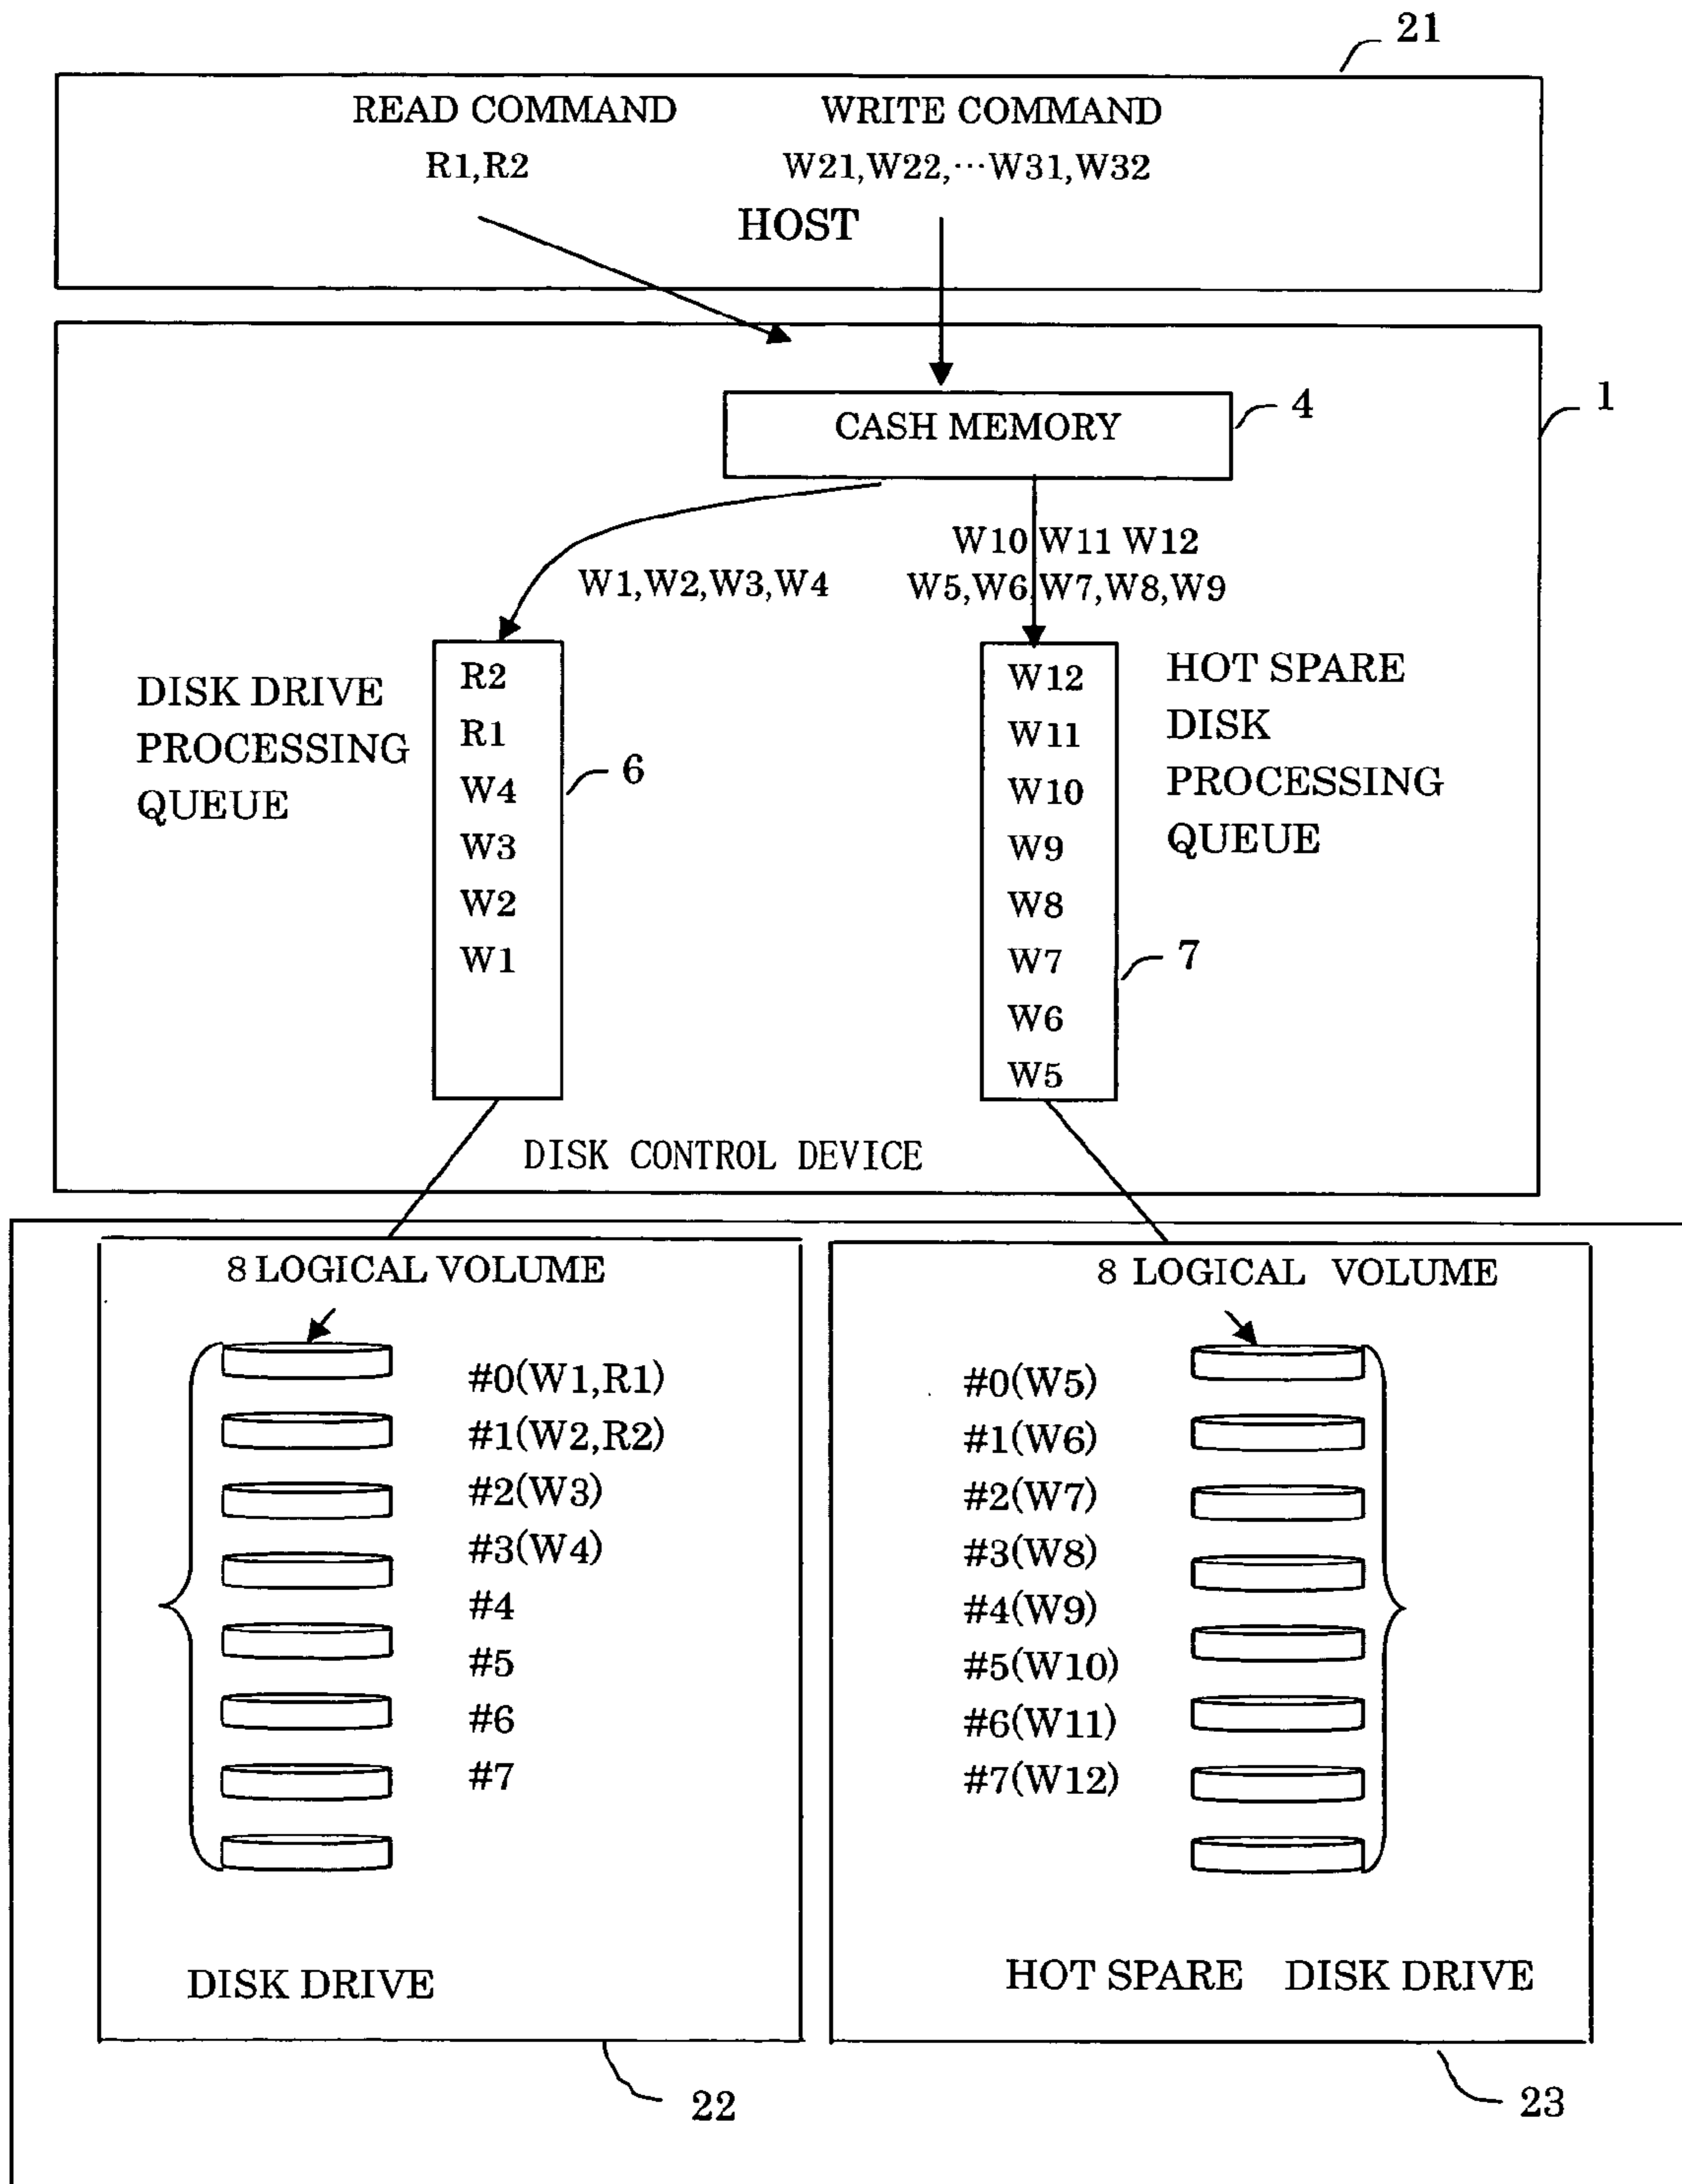 21
READ COMMAND WRITE COMMAND
R1,R2 W21,W22,···W31,W32
HOST
1
CASH MEMORY
4
W10 W11 W12
W1,W2,W3,W4 W5,W6,W7,W8,W9
DISK DRIVE
PROCESSING
QUEUE
R2
R1
W4
W3
W2
W1
6
W12
W11
W10
W9
W8
W7
W6
W5
7
HOT SPARE
DISK
PROCESSING
QUEUE
DISK CONTROL DEVICE
8 LOGICAL VOLUME
#0(W1,R1)
#1(W2,R2)
#2(W3)
#3(W4)
#4
#5
#6
#7
DISK DRIVE
22
8 LOGICAL VOLUME
#0(W5)
#1(W6)
#2(W7)
#3(W8)
#4(W9)
#5(W10)
#6(W11)
#7(W12)
HOT SPARE DISK DRIVE
23